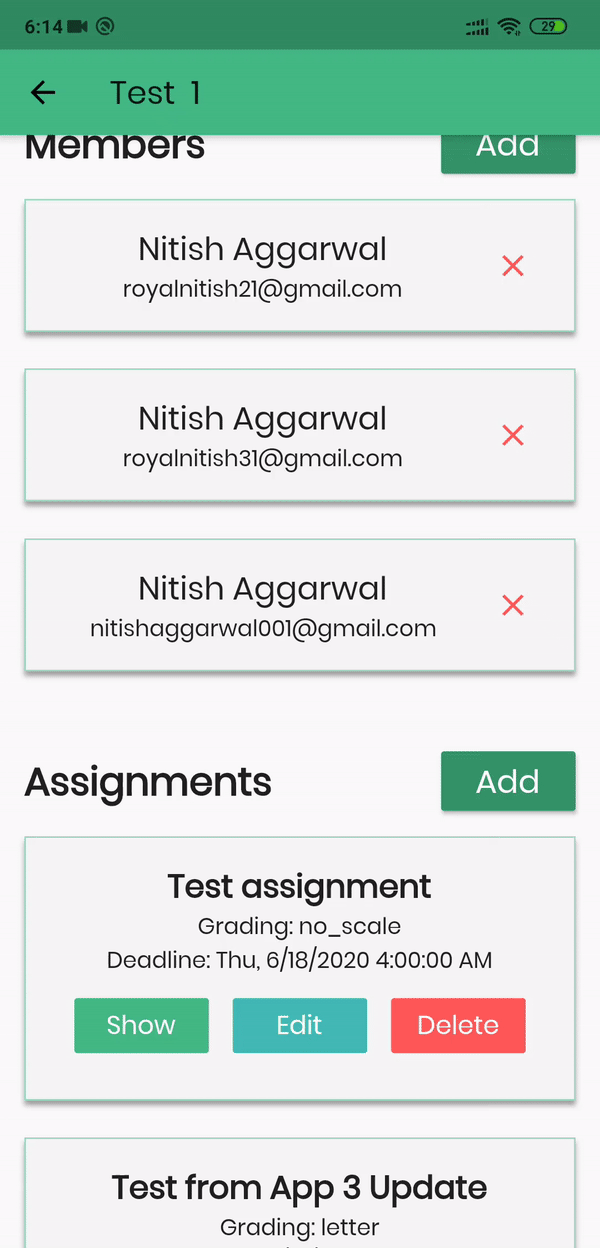 6:14
29
Test 1
Members
Add
Nitish Aggarwal
royalnitish21@gmail.com
Nitish Aggarwal
royalnitish31@gmail.com
Nitish Aggarwal
nitishaggarwal001@gmail.com
Assignments
Add
Test assignment
Grading: no_scale
Deadline: Thu, 6/18/2020 4:00:00 AM
Show
Edit
Delete
Test from App 3 Update
Grading: letter